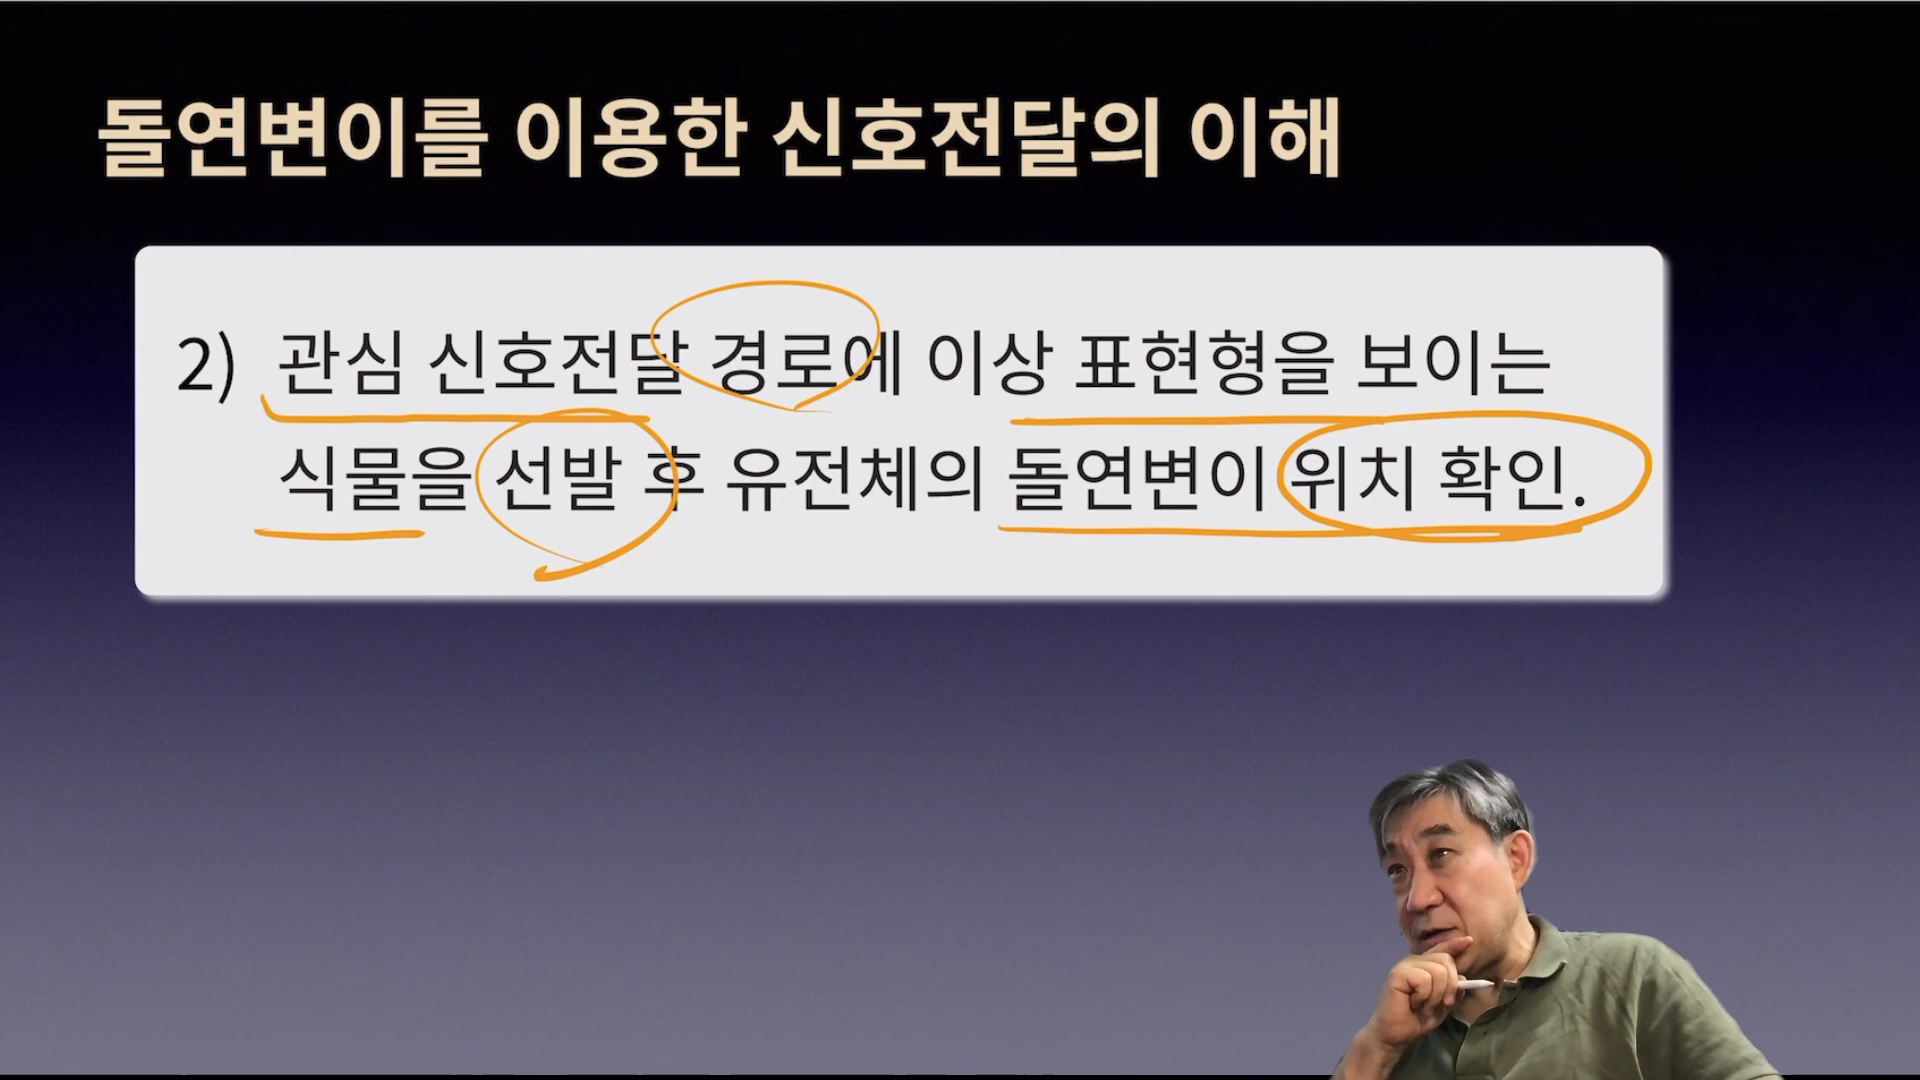 돌연변이를 이용한 신호전달의 이해
2) 관심 신호전달 경로에 이상 표현형을 보이는
식물을 선발 후 유전체의 돌연변이 위치 확인.